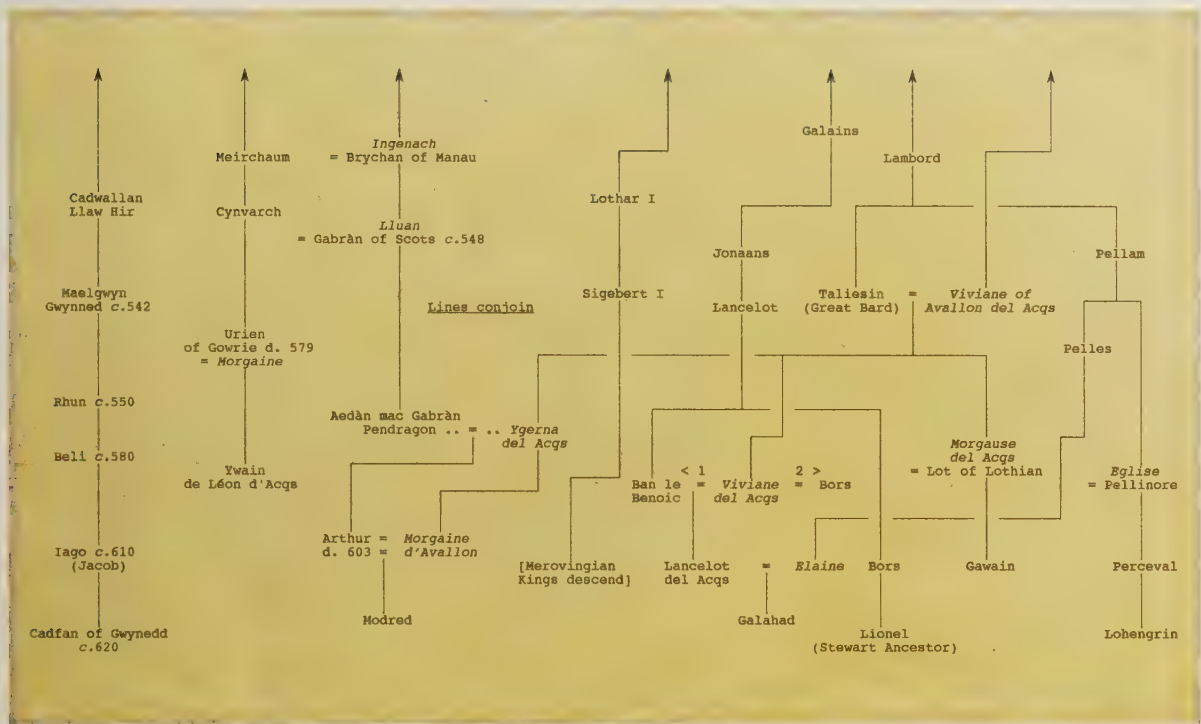 Galains
Ingenach
Meirchaum
= Brychan of Manau
Lambord
Cadwallan
Llaw Hir
Cynvarch
Lothar I
Lluan
= Gabràn of Scots c.548
Jonaans
Pellam
Maelgwyn
Gwynned c.542
Sigebert I
Lines conjoin
Lancelot
Taliesin = Viviane of
(Great Bard) Avallon del Acqs
Urien
of Gowrie d. 579
= Morgaine
Pelles
Rhun c.550
Aedàn mac Gabràn
Pendragon .. = .. Ygerna
del Acqs
Beli c.580
Ywain
de Léon d'Acqs
Morgause
del Acqs
= Lot of Lothian
< 1 2 >
Ban le = Viviane = Bors
Benoic del Acqs
Eglise
= Pellinore
Iago c.610
(Jacob)
Arthur = Morgaine
d. 603 = d'Avallon
[Merovingian
Kings descend]
Lancelot = Elaine
del Acqs
Bors
Gawain
Perceval
Cadfan of Gwynedd
c.620
Modred
Galahad
Lionel
(Stewart Ancestor)
Lohengrin